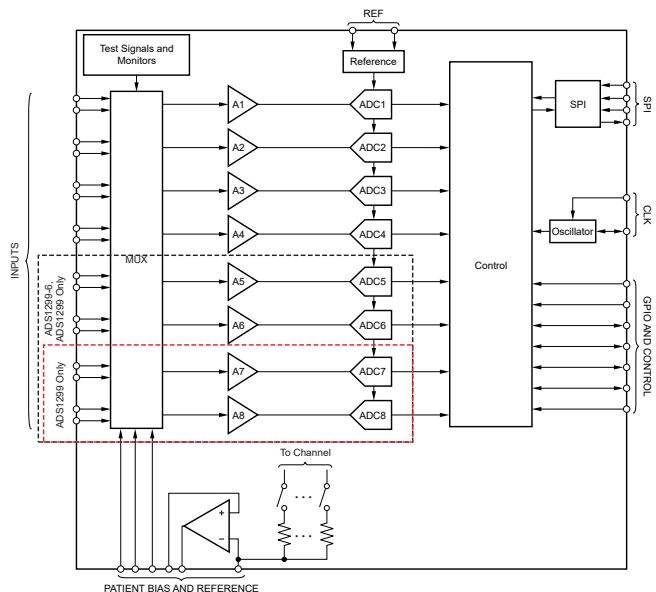 REF
Test Signals and
Monitors
Reference
A1
ADC1
A2
ADC2
A3
ADC3
A4
ADC4
MUX
A5
ADC5
A6
ADC6
A7
ADC7
A8
ADC8
Control
SPI
SPI
Oscillator
CLK
GPIO AND CONTROL
INPUTS
ADS1299-6,
ADS1299 Only
ADS1299 Only
To Channel
+
−
PATIENT BIAS AND REFERENCE